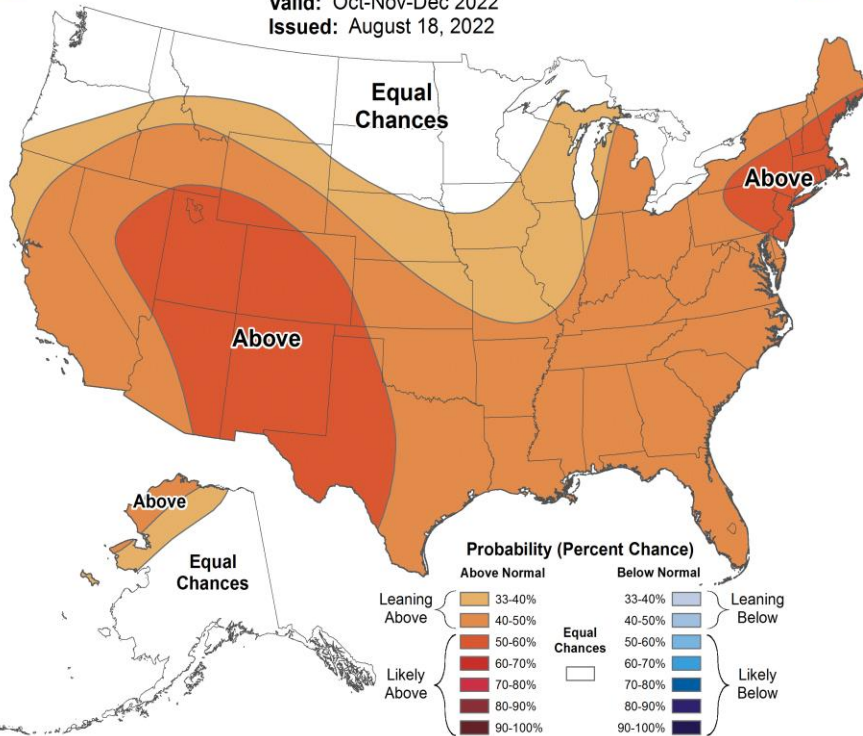 Valid: Oct-Nov-Dec 2022
Issued: August 18, 2022
Equal
Chances
Above
Above
Above
Equal
Chances
Probability (Percent Chance)
Above Normal
Below Normal
Leaning
Above
33-40%
40-50%
Likely
Above
50-60%
60-70%
70-80%
80-90%
90-100%
Equal
Chances
33-40%
40-50%
Leaning
Below
50-60%
60-70%
70-80%
80-90%
90-100%
Likely
Below